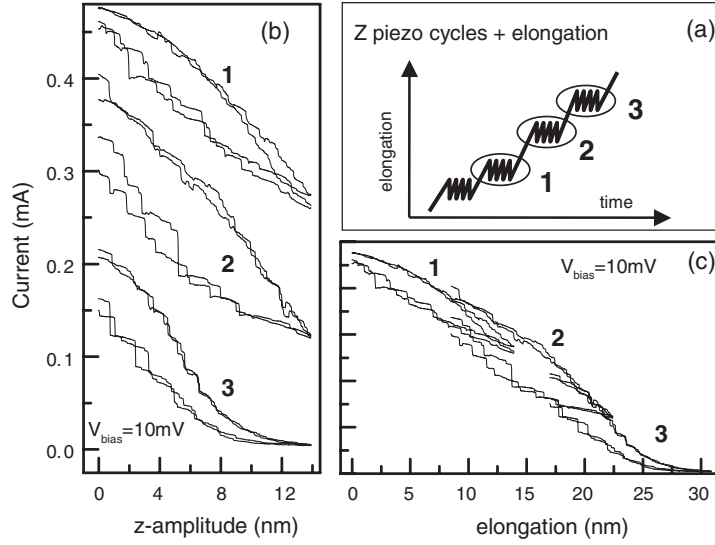 (b)
1
2
3
V_bias=10mV
0.4
0.3
0.2
0.1
0.0
Current (mA)
0 4 8 12
z-amplitude (nm)
(a)
Z piezo cycles + elongation
elongation
time
1
2
3
(c)
V_bias=10mV
1
2
3
0 5 10 15 20 25 30
elongation (nm)